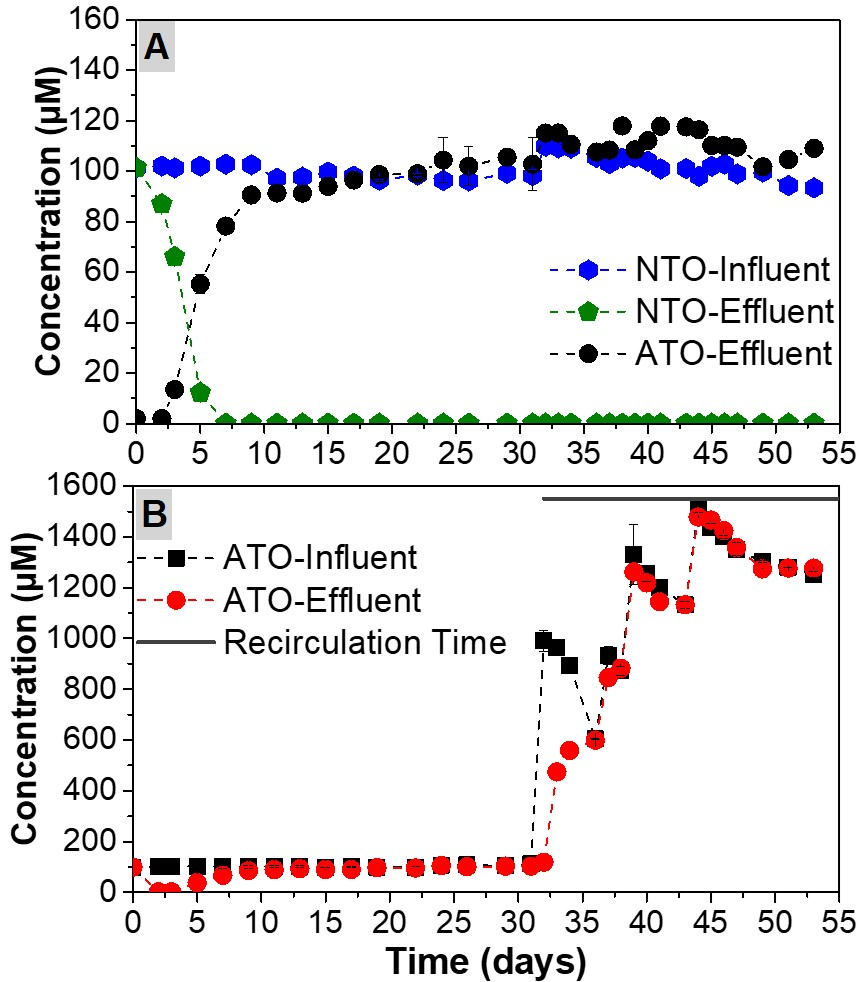 A
Concentration (µM)
160
140
120
100
80
60
40
20
0
NTO-Influent
NTO-Effluent
ATO-Effluent
0 5 10 15 20 25 30 35 40 45 50 55
B
Concentration (µM)
1600
1400
1200
1000
800
600
400
200
0
ATO-Influent
ATO-Effluent
Recirculation Time
0 5 10 15 20 25 30 35 40 45 50 55
Time (days)